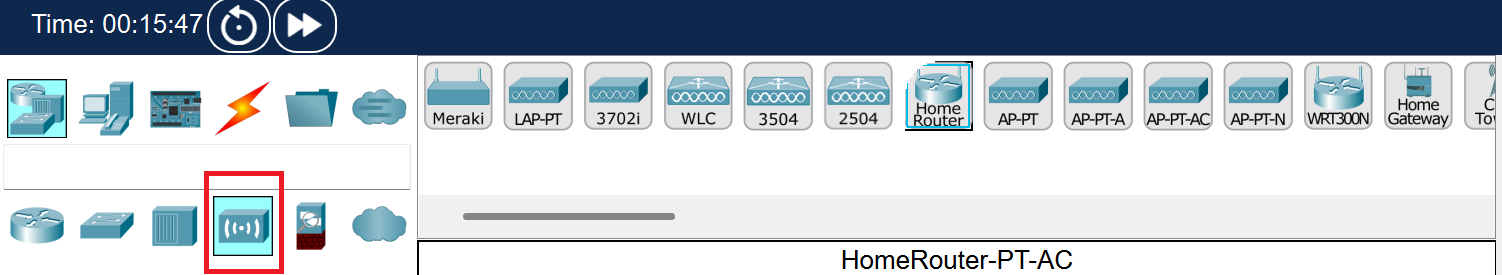 Time: 00:15:47
Meraki
LAP-PT
3702i
WLC
3504
2504
Home
Router
AP-PT
AP-PT-A
AP-PT-AC
AP-PT-N
WRT300N
Home
Gateway
HomeRouter-PT-AC